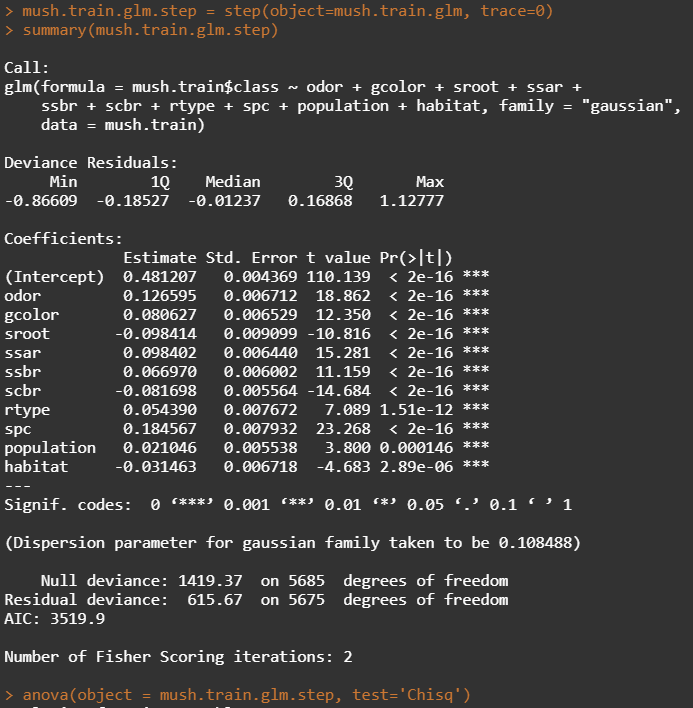 > mush.train.glm.step = step(object=mush.train.glm, trace=0)
> summary(mush.train.glm.step)

Call:
glm(formula = mush.train$class ~ odor + gcolor + sroot + ssar +
    ssbr + scbr + rtype + spc + population + habitat, family = "gaussian",
    data = mush.train)

Deviance Residuals:
     Min        1Q    Median        3Q       Max
-0.86609  -0.18527  -0.01237   0.16868   1.12777

Coefficients:
             Estimate Std. Error t value Pr(>|t|)
(Intercept)  0.481207   0.004369 110.139  < 2e-16 ***
odor         0.126595   0.006712  18.862  < 2e-16 ***
gcolor       0.080627   0.006529  12.350  < 2e-16 ***
sroot       -0.098414   0.009099 -10.816  < 2e-16 ***
ssar         0.098402   0.006440  15.281  < 2e-16 ***
ssbr         0.066970   0.006002  11.159  < 2e-16 ***
scbr        -0.081698   0.005564 -14.684  < 2e-16 ***
rtype        0.054390   0.007672   7.089 1.51e-12 ***
spc          0.184567   0.007932  23.268  < 2e-16 ***
population   0.021046   0.005538   3.800 0.000146 ***
habitat     -0.031463   0.006718  -4.683 2.89e-06 ***
---
Signif. codes:  0 ‘***’ 0.001 ‘**’ 0.01 ‘*’ 0.05 ‘.’ 0.1 ‘ ’ 1

(Dispersion parameter for gaussian family taken to be 0.108488)

    Null deviance: 1419.37  on 5685  degrees of freedom
Residual deviance:  615.67  on 5675  degrees of freedom
AIC: 3519.9

Number of Fisher Scoring iterations: 2

> anova(object = mush.train.glm.step, test='Chisq')